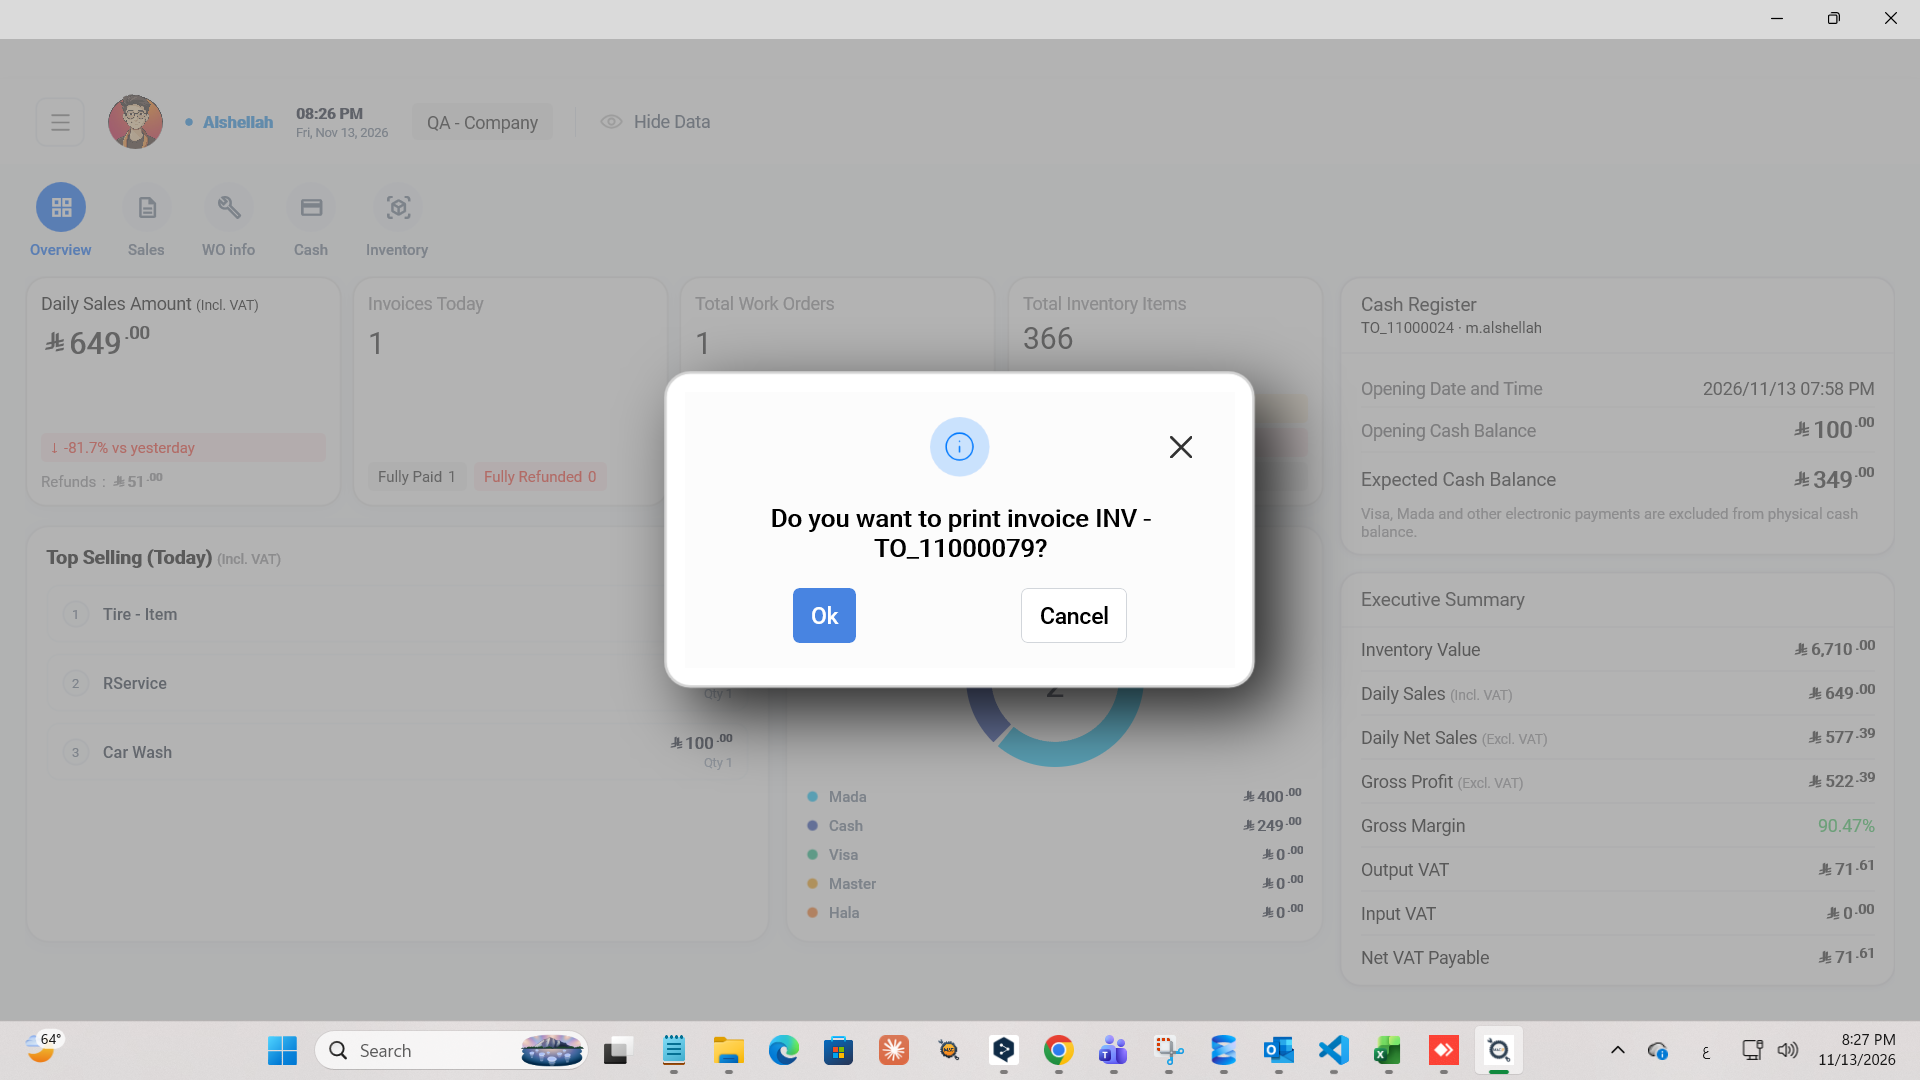 Alshellah
08:26 PM
Fri, Nov 13, 2026
QA - Company
Hide Data
Overview
Sales
WO info
Cash
Inventory
Daily Sales Amount (Incl. VAT)
649.00
↓ -81.7% vs yesterday
Refunds : 51.00
Invoices Today
1
Fully Paid 1
Fully Refunded 0
Total Work Orders
1
Total Inventory Items
366
Cash Register
TO_11000024 · m.alshellah
Opening Date and Time 2026/11/13 07:58 PM
Opening Cash Balance 100.00
Expected Cash Balance 349.00
Visa, Mada and other electronic payments are excluded from physical cash
balance.
Do you want to print invoice INV -
TO_11000079?
Ok
Cancel
Top Selling (Today) (Incl. VAT)
1 Tire - Item
2 RService
Qty 1
3 Car Wash 100.00
Qty 1
Mada 400.00
Cash 249.00
Visa 0.00
Master 0.00
Hala 0.00
Executive Summary
Inventory Value 6,710.00
Daily Sales (Incl. VAT) 649.00
Daily Net Sales (Excl. VAT) 577.39
Gross Profit (Excl. VAT) 522.39
Gross Margin 90.47%
Output VAT 71.61
Input VAT 0.00
Net VAT Payable 71.61
64°
Search
ع
8:27 PM
11/13/2026